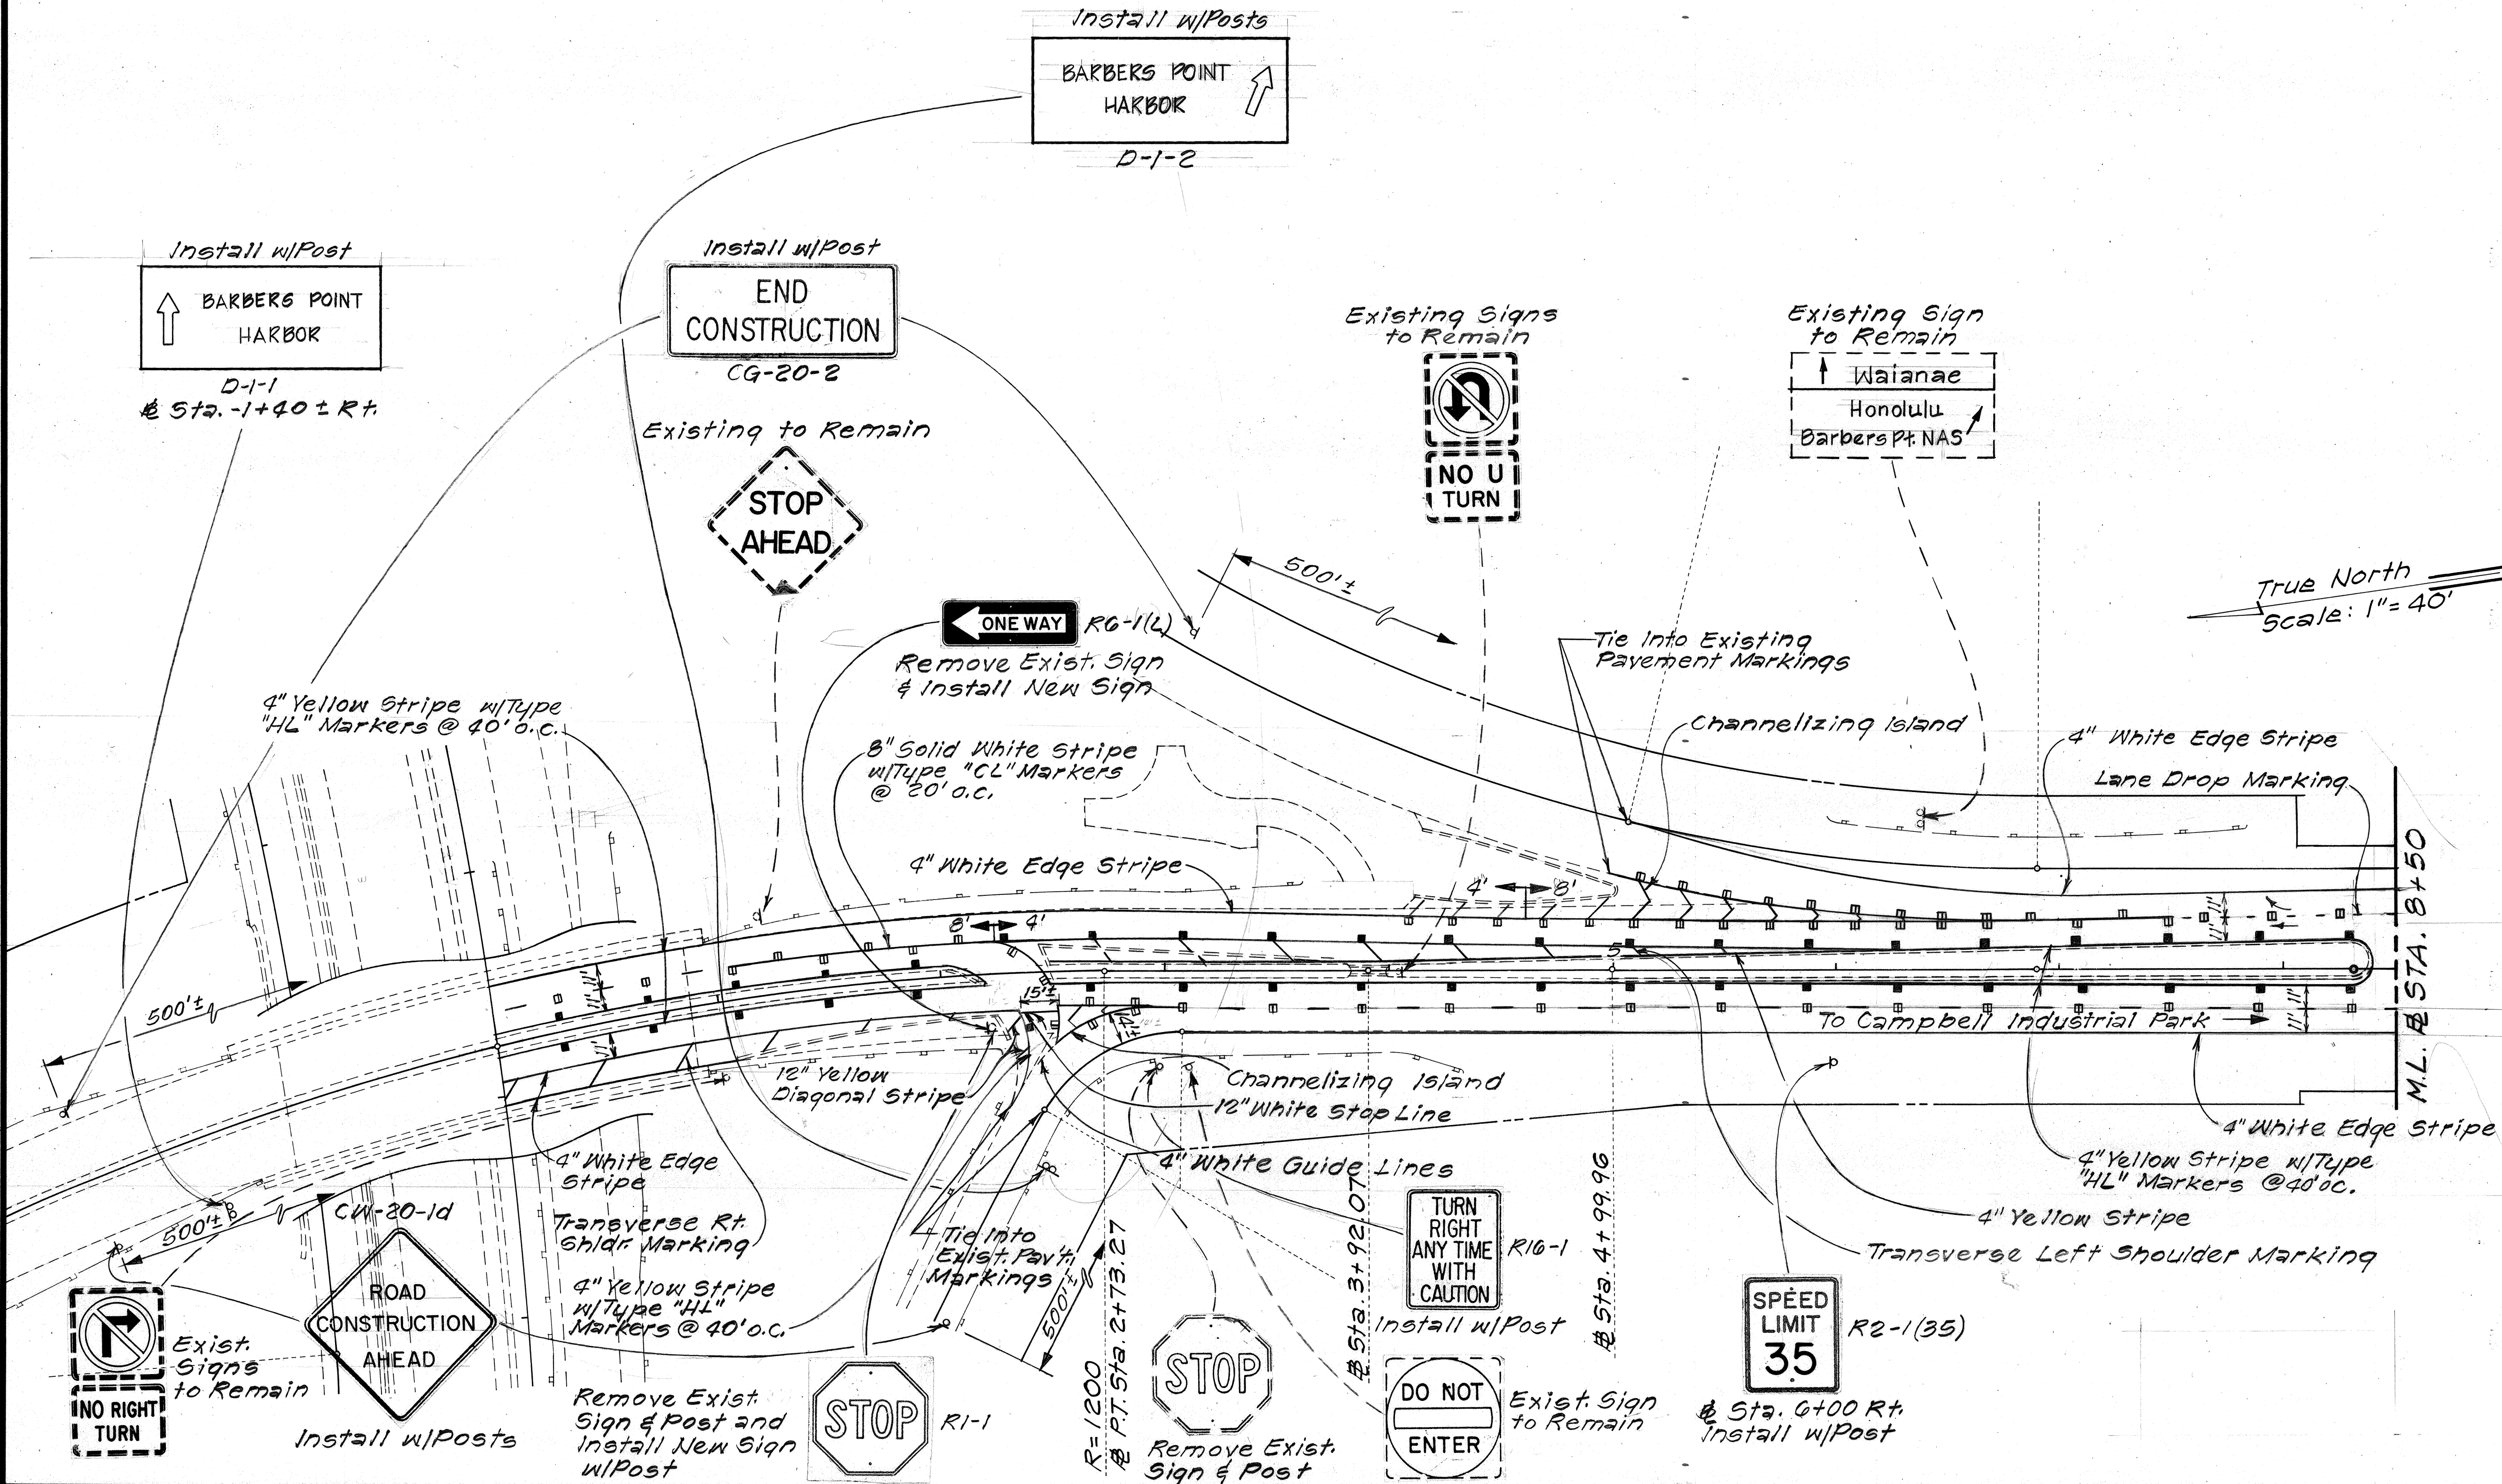 Install w/Posts
BARBERS POINT
HARBOR
D-1-2
Install w/Post
BARBERS POINT
HARBOR
D-1-1
℄ Sta. -1+40 ± Rt.
Install w/Post
END
CONSTRUCTION
CG-20-2
Existing to Remain
STOP
AHEAD
Existing Signs
to Remain
NO U
TURN
Existing Sign
to Remain
Waianae
Honolulu
Barbers Pt. NAS
500'±
True North
Scale: 1"= 40'
ONE WAY
R6-1(L)
Remove Exist. Sign
& Install New Sign
Tie Into Existing
Pavement Markings
4" Yellow Stripe w/Type
"HL" Markers @ 40' o.c.
8" Solid White Stripe
w/Type "CL" Markers
@ 20' o.c.
Channelizing Island
4" White Edge Stripe
Lane Drop Marking
4" White Edge Stripe
4' 8'
8' 4'
11'
11' 11'
5'
15'±
14'±
11'
11' 11'
500'±
To Campbell Industrial Park
M.L. ℄ STA. 8+50
12" Yellow
Diagonal Stripe
Channelizing Island
12" White Stop Line
4" White Guide Lines
4" White Edge Stripe
4" White Edge
Stripe
4" Yellow Stripe w/Type
"HL" Markers @ 40' oc.
4" Yellow Stripe
Transverse Left Shoulder Marking
500'±
CW-20-1d
ROAD
CONSTRUCTION
AHEAD
Install w/Posts
Transverse Rt.
Shldr. Marking
4" Yellow Stripe
w/Type "HL"
Markers @ 40' o.c.
Tie Into
Exist. Pav't.
Markings
500'±
R=1200
℄ P.T. Sta. 2+73.27
℄ Sta. 3+92.07
℄ Sta. 4+99.96
TURN
RIGHT
ANY TIME
WITH
CAUTION
R16-1
Install w/Post
SPEED
LIMIT
35
R2-1(35)
℄ Sta. 6+00 Rt.
Install w/Post
Exist.
Signs
to Remain
NO RIGHT
TURN
Remove Exist.
Sign & Post and
Install New Sign
w/Post
STOP
R1-1
STOP
Remove Exist.
Sign & Post
DO NOT
ENTER
Exist. Sign
to Remain